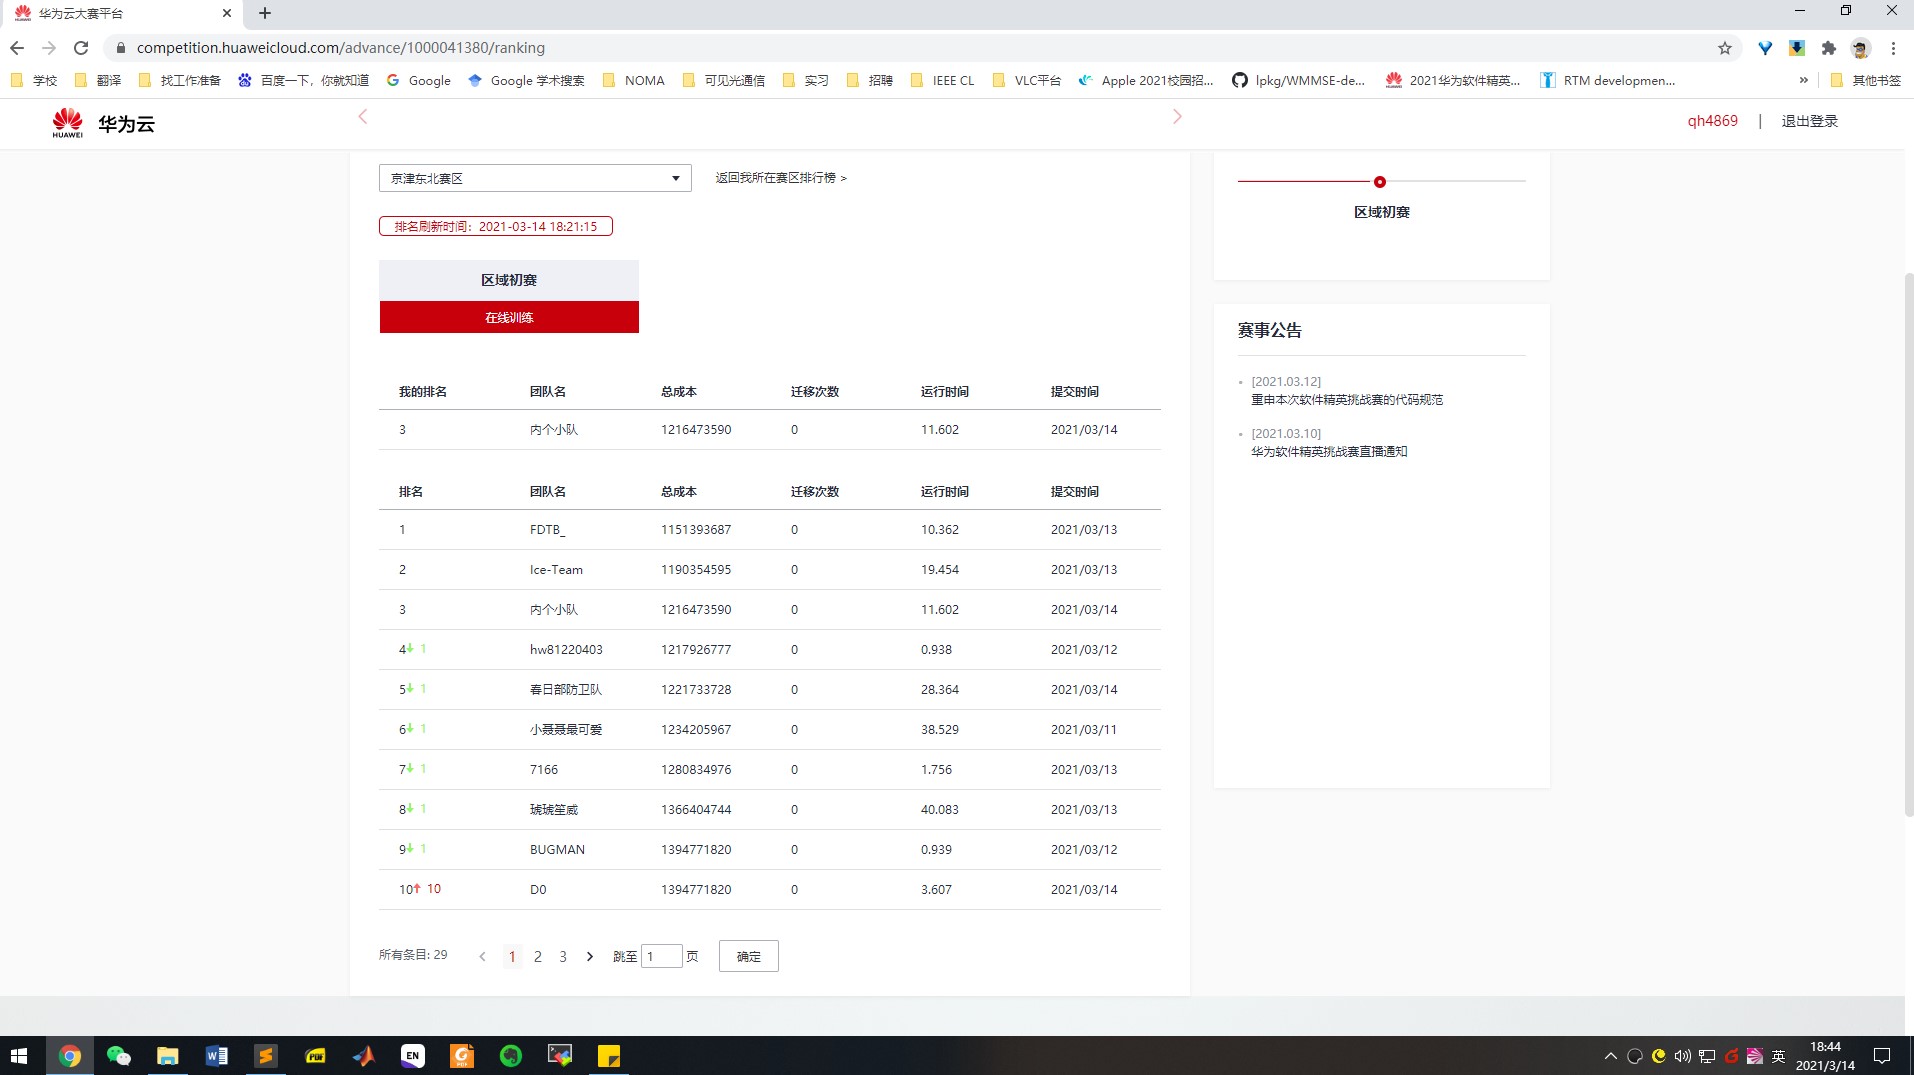 华为云大赛平台
competition.huaweicloud.com/advance/1000041380/ranking
学校 翻译 找工作准备 百度一下，你就知道 Google Google 学术搜索 NOMA 可见光通信 实习 招聘 IEEE CL VLC平台 Apple 2021校园招... lpkg/WMMSE-de... 2021华为软件精英... RTM developmen... » 其他书签
HUAWEI 华为云 qh4869 | 退出登录
京津东北赛区 返回我所在赛区排行榜 >
排名刷新时间：2021-03-14 18:21:15
区域初赛
在线训练
我的排名 团队名 总成本 迁移次数 运行时间 提交时间
3 内个小队 1216473590 0 11.602 2021/03/14
排名 团队名 总成本 迁移次数 运行时间 提交时间
1 FDTB_ 1151393687 0 10.362 2021/03/13
2 Ice-Team 1190354595 0 19.454 2021/03/13
3 内个小队 1216473590 0 11.602 2021/03/14
4↓ 1 hw81220403 1217926777 0 0.938 2021/03/12
5↓ 1 春日部防卫队 1221733728 0 28.364 2021/03/14
6↓ 1 小聂聂最可爱 1234205967 0 38.529 2021/03/11
7↓ 1 7166 1280834976 0 1.756 2021/03/13
8↓ 1 琥琥笙威 1366404744 0 40.083 2021/03/13
9↓ 1 BUGMAN 1394771820 0 0.939 2021/03/12
10↑ 10 D0 1394771820 0 3.607 2021/03/14
所有条目: 29 < 1 2 3 > 跳至 1 页 确定
区域初赛
赛事公告
[2021.03.12]
重申本次软件精英挑战赛的代码规范
[2021.03.10]
华为软件精英挑战赛直播通知
PDF EN 英 18:44
2021/3/14